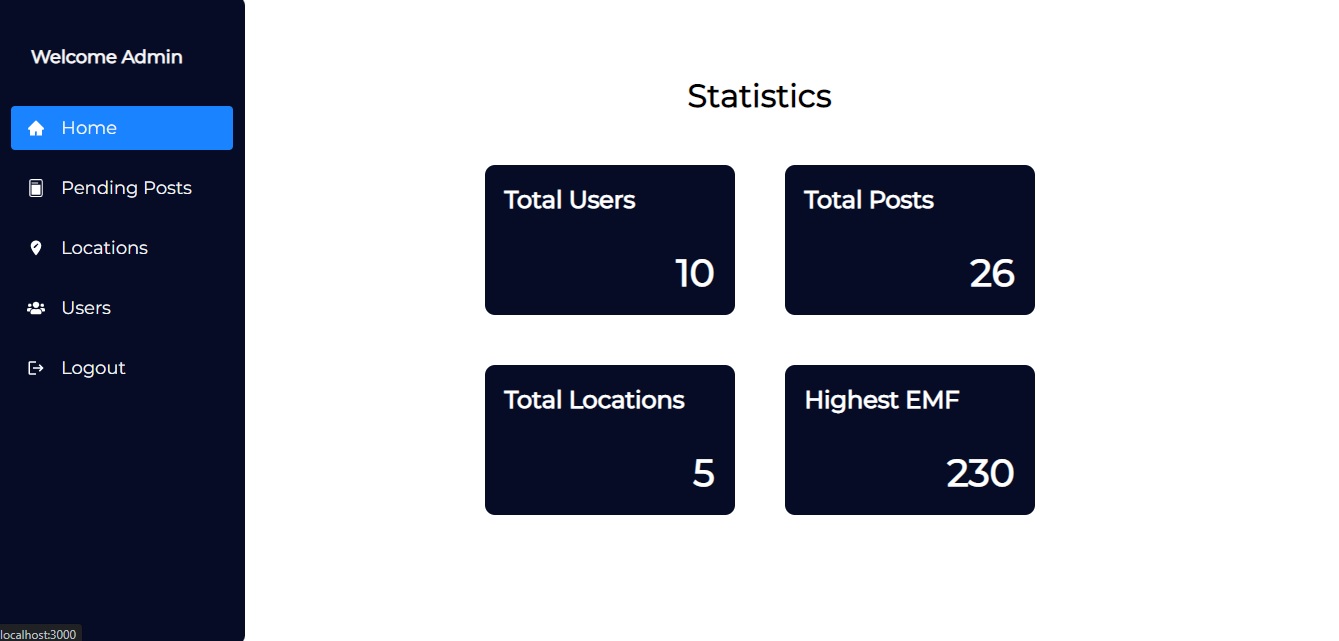 Welcome Admin
Home
Pending Posts
Locations
Users
Logout
Statistics
Total Users
10
Total Posts
26
Total Locations
5
Highest EMF
230
localhost:3000